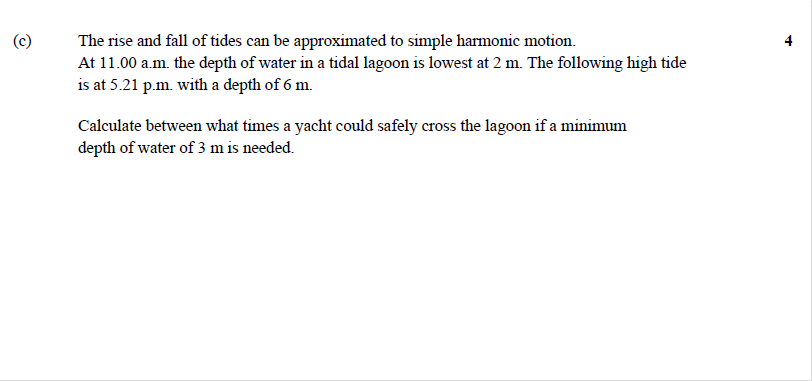 (c) The rise and fall of tides can be approximated to simple harmonic motion. 4
At 11.00 a.m. the depth of water in a tidal lagoon is lowest at 2 m. The following high tide
is at 5.21 p.m. with a depth of 6 m.
Calculate between what times a yacht could safely cross the lagoon if a minimum
depth of water of 3 m is needed.